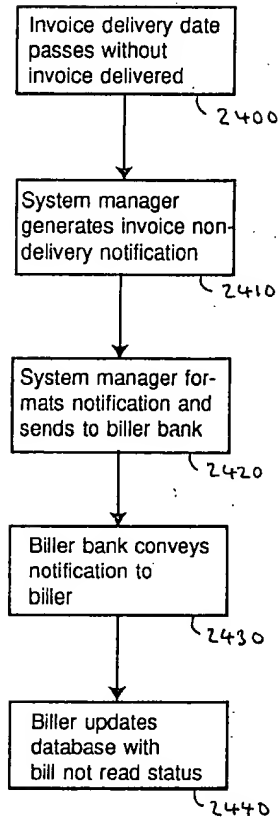 Invoice delivery date
passes without
invoice delivered
2400
System manager
generates invoice non-
delivery notification
2410
System manager for-
mats notification and
sends to biller bank
2420
Biller bank conveys
notification to
biller
2430
Biller updates
database with
bill not read status
2440